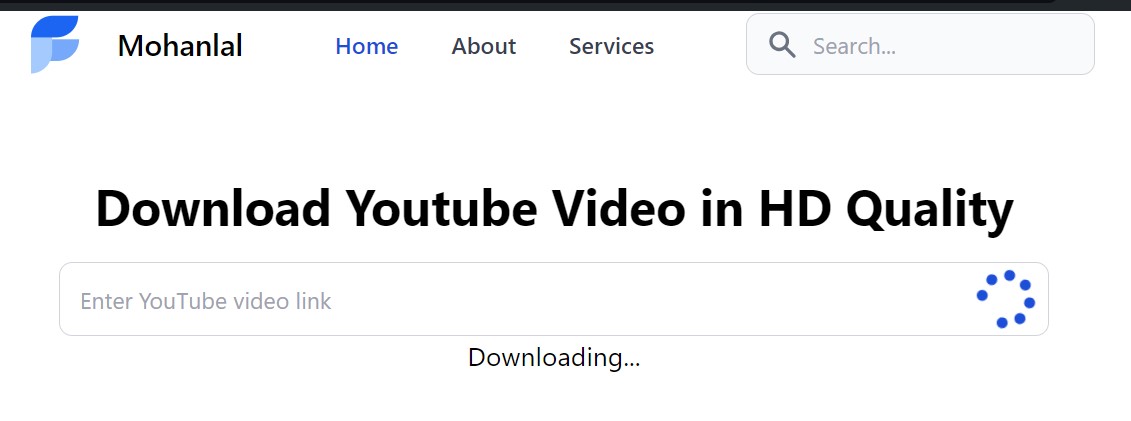 Mohanlal Home About Services Search...
Download Youtube Video in HD Quality
Enter YouTube video link
Downloading...